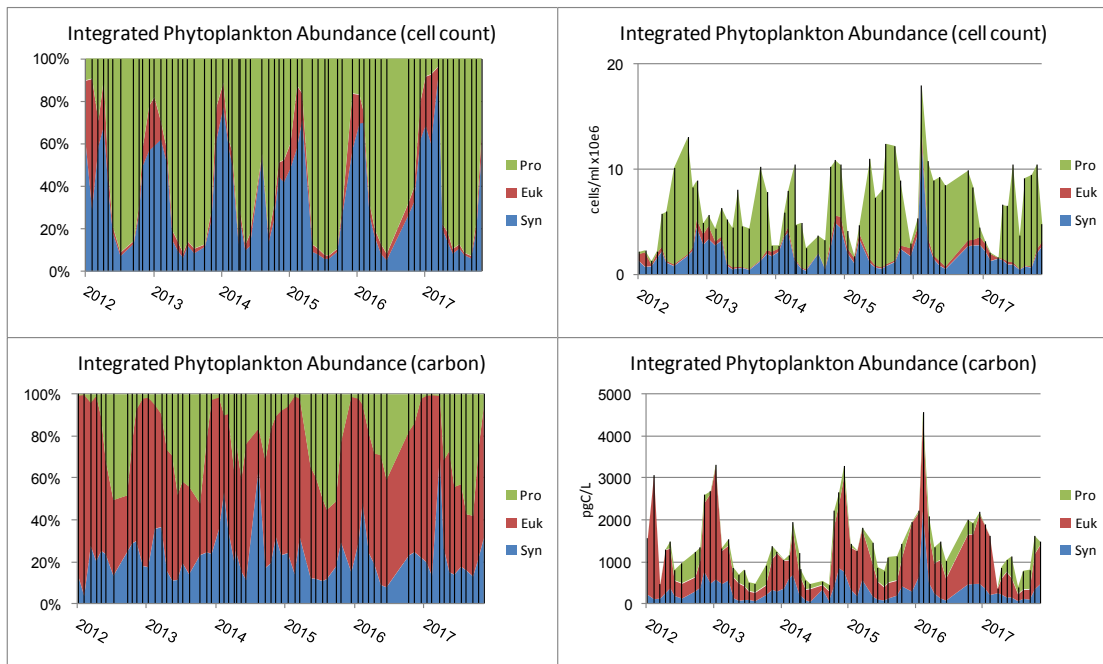 Integrated Phytoplankton Abundance (cell count)
100%
80%
60%
40%
20%
0%
2012
2013
2014
2015
2016
2017
Pro
Euk
Syn
Integrated Phytoplankton Abundance (cell count)
cells/ml x10e6
20
10
0
2012
2013
2014
2015
2016
2017
Pro
Euk
Syn
Integrated Phytoplankton Abundance (carbon)
100%
80%
60%
40%
20%
0%
2012
2013
2014
2015
2016
2017
Pro
Euk
Syn
Integrated Phytoplankton Abundance (carbon)
pgC/L
5000
4000
3000
2000
1000
0
2012
2013
2014
2015
2016
2017
Pro
Euk
Syn